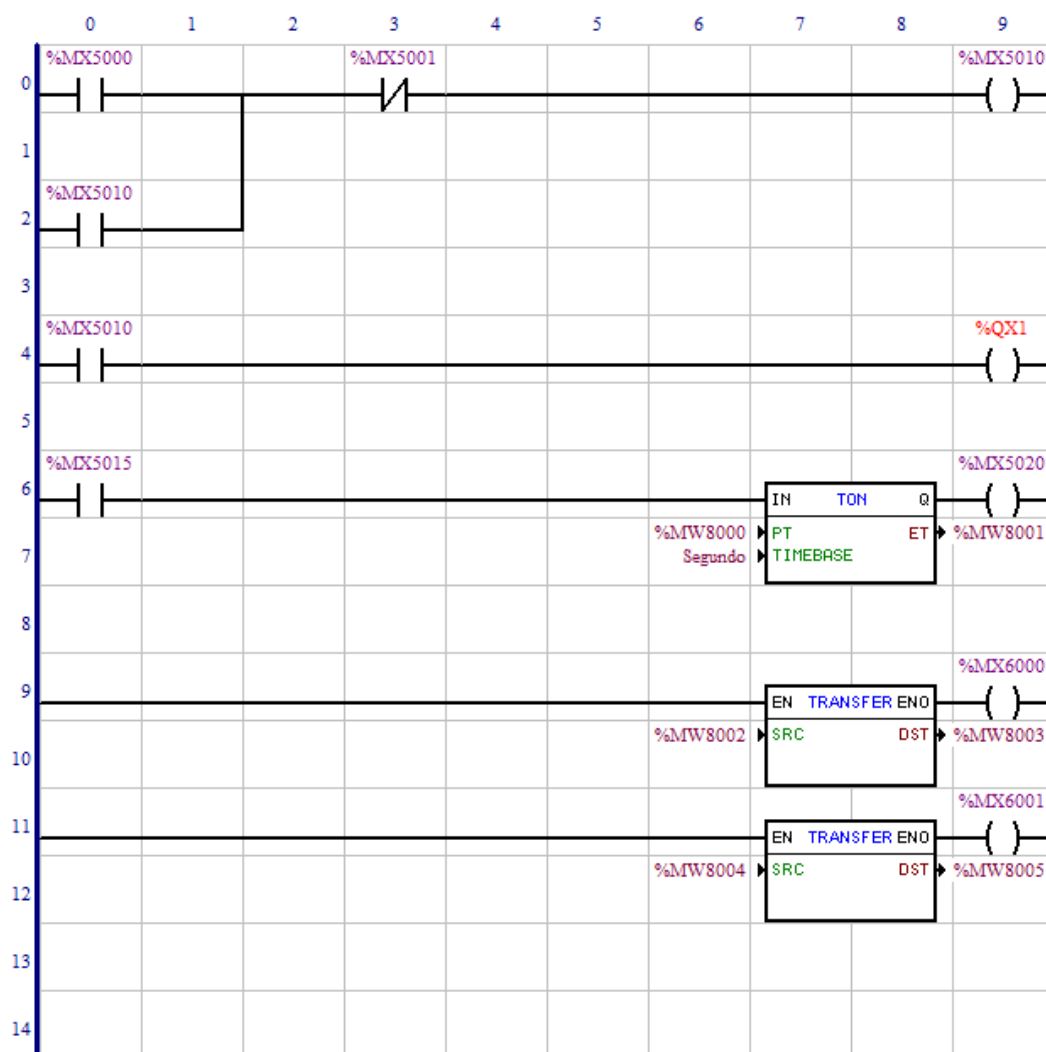 0 1 2 3 4 5 6 7 8 9
%MX5000 %MX5001 %MX5010
0
1
%MX5010
2
3
%MX5010 %QX1
4
5
%MX5015 %MX5020
6 IN TON Q
%MW8000 PT ET %MW8001
7 Segundo TIMEBASE
8
%MX6000
9 EN TRANSFER ENO
%MW8002 SRC DST %MW8003
10
%MX6001
11 EN TRANSFER ENO
%MW8004 SRC DST %MW8005
12
13
14